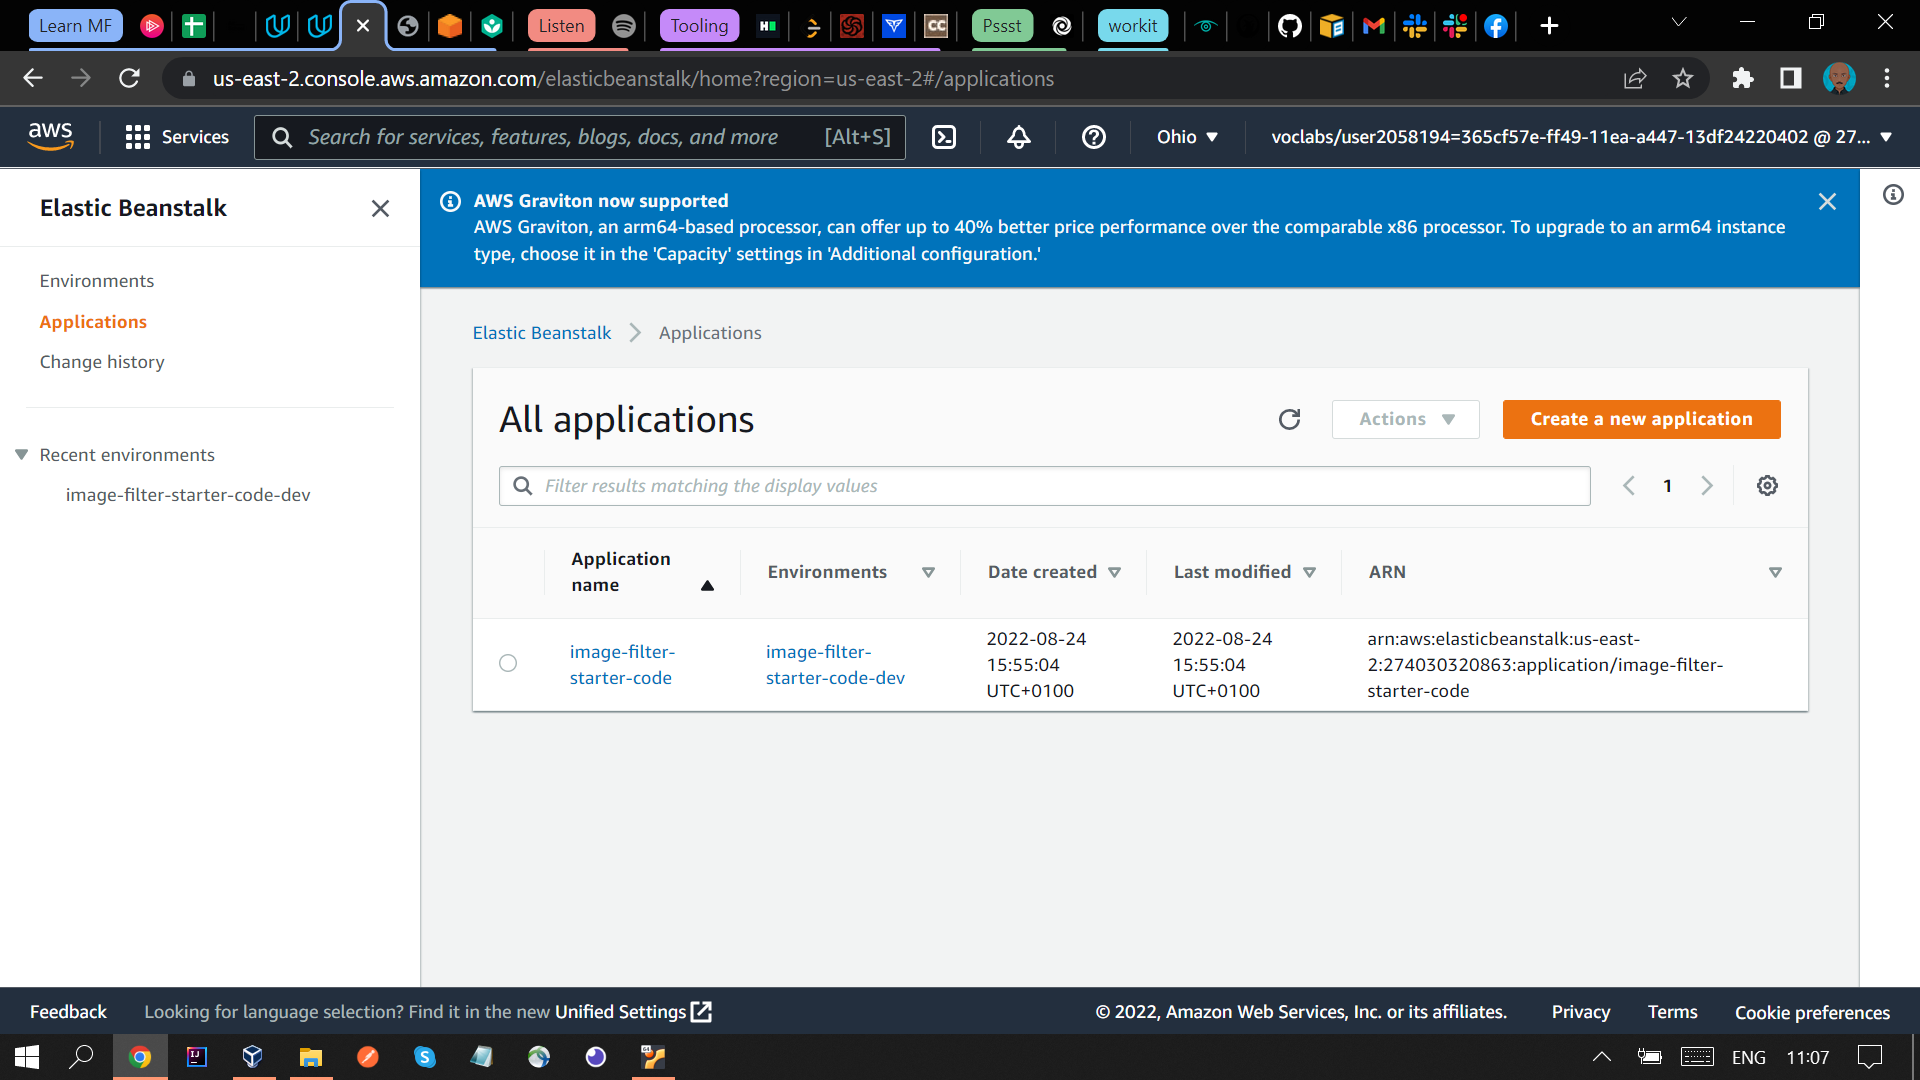 Learn MF
Listen
Tooling
Pssst
workit
us-east-2.console.aws.amazon.com/elasticbeanstalk/home?region=us-east-2#/applications
aws
Services
Search for services, features, blogs, docs, and more
[Alt+S]
Ohio
voclabs/user2058194=365cf57e-ff49-11ea-a447-13df24220402 @ 27...
Elastic Beanstalk
Environments
Applications
Change history
Recent environments
image-filter-starter-code-dev
AWS Graviton now supported
AWS Graviton, an arm64-based processor, can offer up to 40% better price performance over the comparable x86 processor. To upgrade to an arm64 instance
type, choose it in the 'Capacity' settings in 'Additional configuration.'
Elastic Beanstalk
Applications
All applications
Actions
Create a new application
Filter results matching the display values
1
Application
name
Environments
Date created
Last modified
ARN
image-filter-
starter-code
image-filter-
starter-code-dev
2022-08-24
15:55:04
UTC+0100
2022-08-24
15:55:04
UTC+0100
arn:aws:elasticbeanstalk:us-east-
2:274030320863:application/image-filter-
starter-code
Feedback
Looking for language selection? Find it in the new Unified Settings
© 2022, Amazon Web Services, Inc. or its affiliates.
Privacy
Terms
Cookie preferences
ENG
11:07